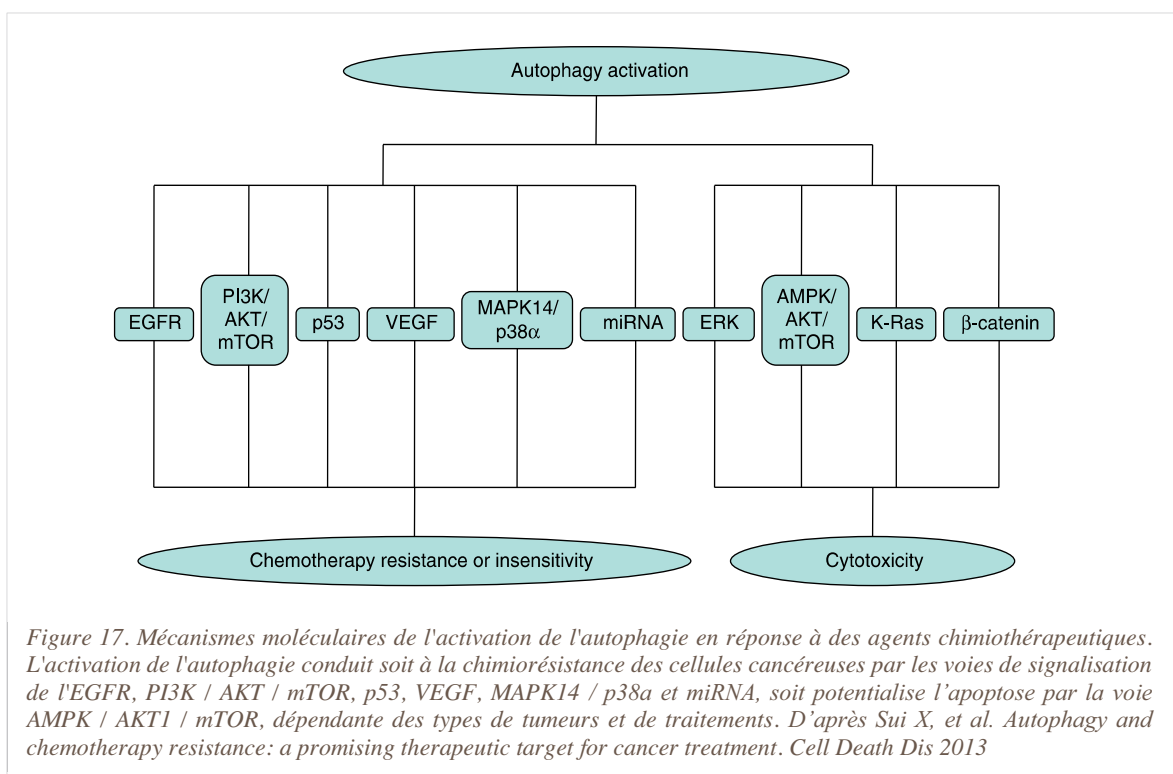 Autophagy activation
EGFR
PI3K/
AKT/
mTOR
p53
VEGF
MAPK14/
p38α
miRNA
ERK
AMPK/
AKT/
mTOR
K-Ras
β-catenin
Chemotherapy resistance or insensitivity
Cytotoxicity
Figure 17. Mécanismes moléculaires de l'activation de l'autophagie en réponse à des agents chimiothérapeutiques.
L'activation de l'autophagie conduit soit à la chimiorésistance des cellules cancéreuses par les voies de signalisation
de l'EGFR, PI3K / AKT / mTOR, p53, VEGF, MAPK14 / p38a et miRNA, soit potentialise l’apoptose par la voie
AMPK / AKT1 / mTOR, dépendante des types de tumeurs et de traitements. D’après Sui X, et al. Autophagy and
chemotherapy resistance: a promising therapeutic target for cancer treatment. Cell Death Dis 2013